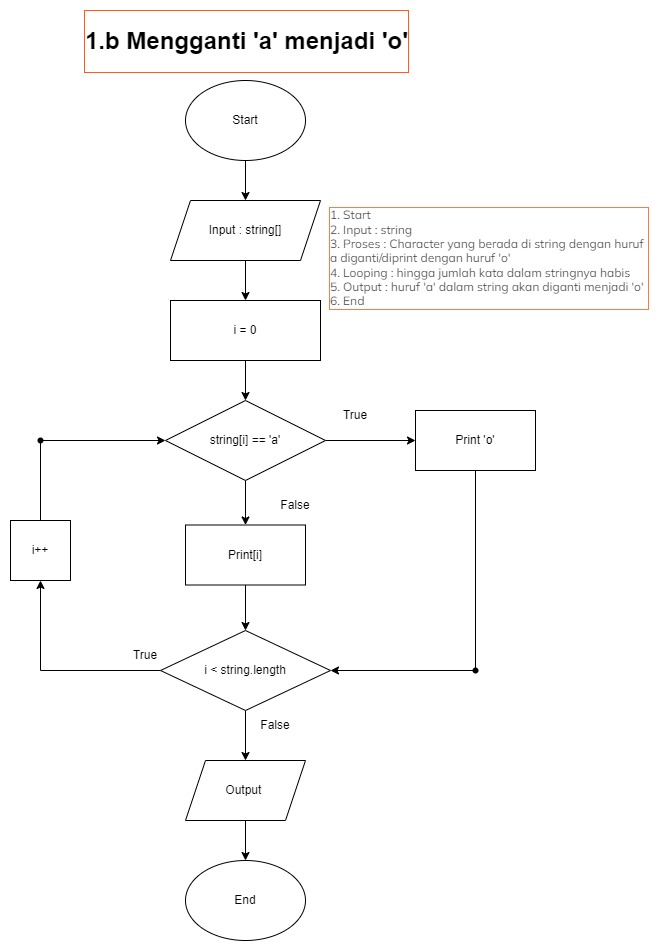 1.b Mengganti 'a' menjadi 'o'
Start
Input : string[]
1. Start
2. Input : string
3. Proses : Character yang berada di string dengan huruf
a diganti/diprint dengan huruf 'o'
4. Looping : hingga jumlah kata dalam stringnya habis
5. Output : huruf 'a' dalam string akan diganti menjadi 'o'
6. End
i = 0
string[i] == 'a'
True
Print 'o'
False
i++
Print[i]
True
i < string.length
False
Output
End